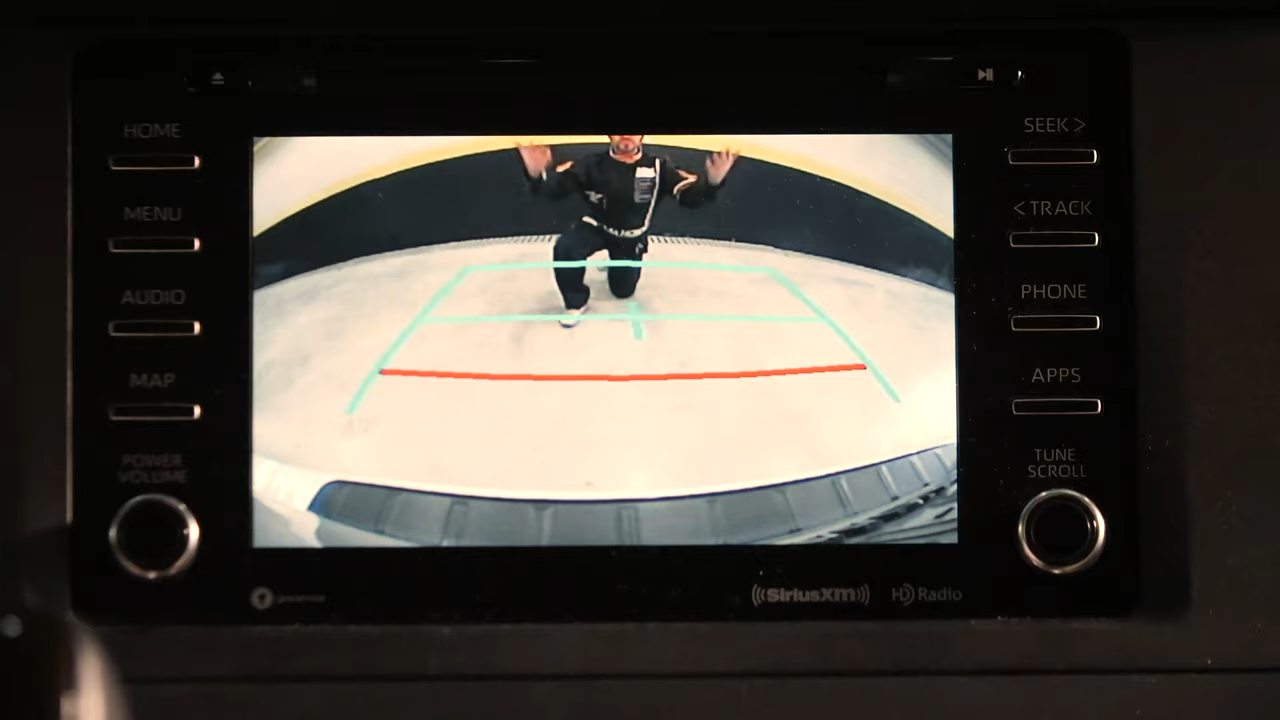 HOME
SEEK >
MENU
< TRACK
AUDIO
PHONE
MAP
APPS
POWER
VOLUME
TUNE
SCROLL
SiriusXM
HD Radio